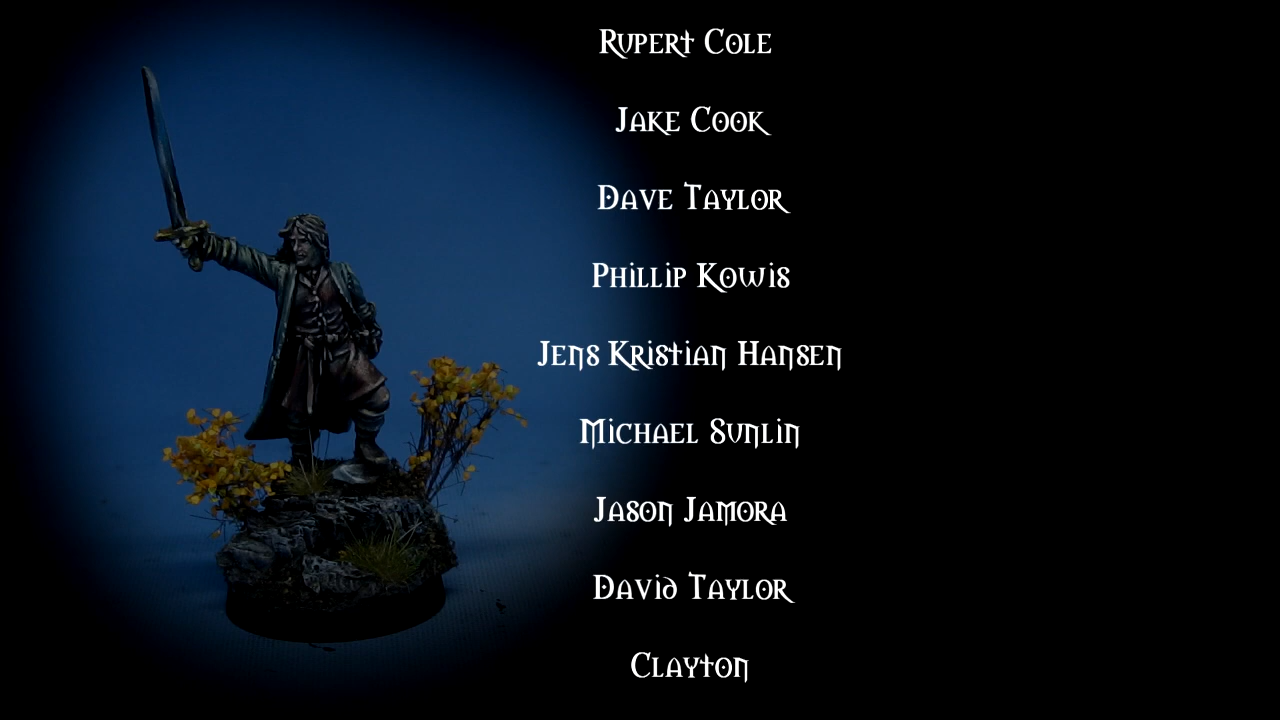 Rupert Cole
Jake Cook
Dave Taylor
Phillip Kowis
Jens Kristian Hansen
Michael Sunlin
Jason Jamora
David Taylor
Clayton